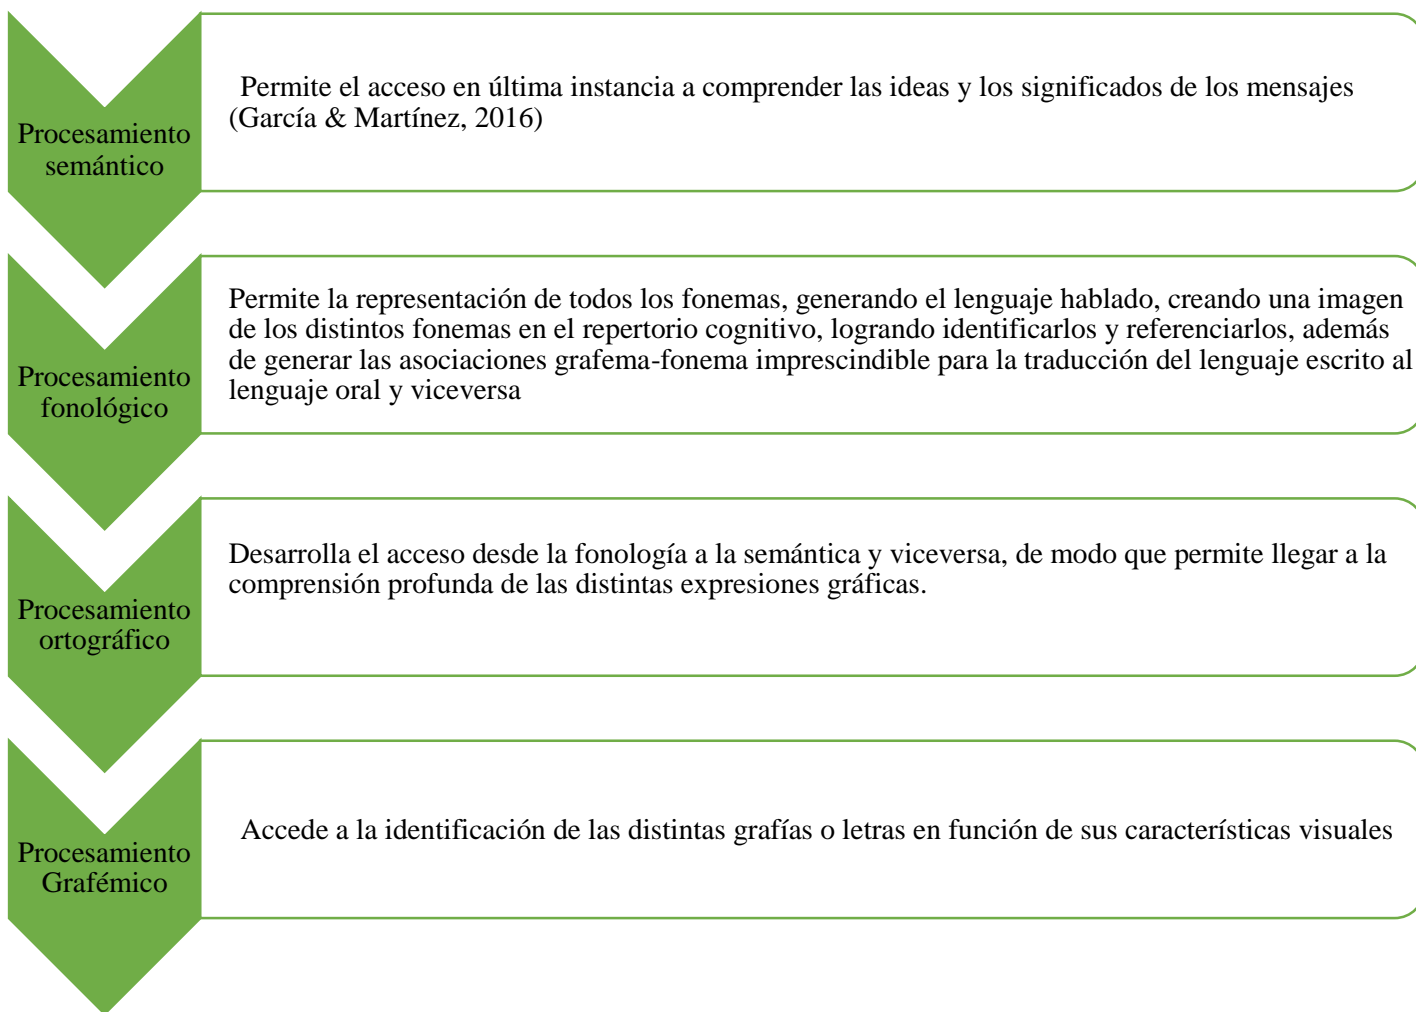 Procesamiento
semántico
Permite el acceso en última instancia a comprender las ideas y los significados de los mensajes
(García & Martínez, 2016)
Procesamiento
fonológico
Permite la representación de todos los fonemas, generando el lenguaje hablado, creando una imagen
de los distintos fonemas en el repertorio cognitivo, logrando identificarlos y referenciarlos, además
de generar las asociaciones grafema-fonema imprescindible para la traducción del lenguaje escrito al
lenguaje oral y viceversa
Procesamiento
ortográfico
Desarrolla el acceso desde la fonología a la semántica y viceversa, de modo que permite llegar a la
comprensión profunda de las distintas expresiones gráficas.
Procesamiento
Grafémico
Accede a la identificación de las distintas grafías o letras en función de sus características visuales